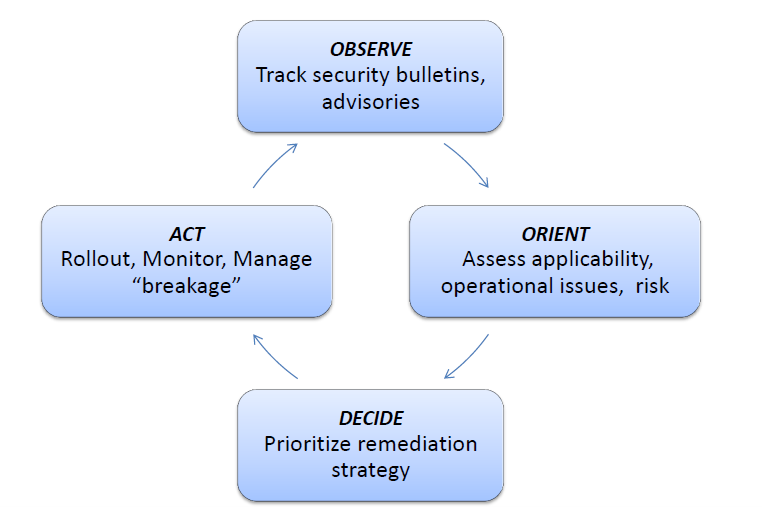 OBSERVE
Track security bulletins,
advisories
ACT
Rollout, Monitor, Manage
“breakage”
ORIENT
Assess applicability,
operational issues,  risk
DECIDE
Prioritize remediation
strategy